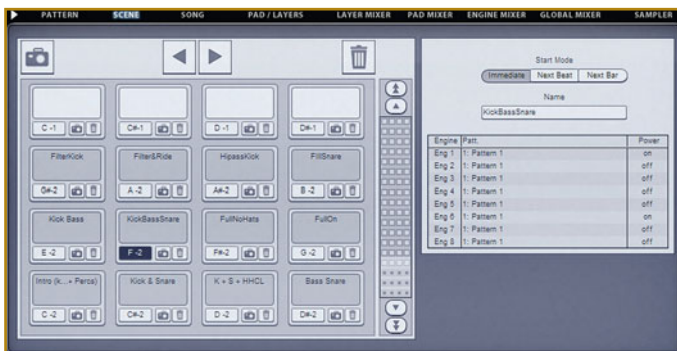 PATTERN SCENE SONG PAD / LAYERS LAYER MIXER PAD MIXER ENGINE MIXER GLOBAL MIXER SAMPLER
Start Mode
Immediate Next Beat Next Bar
Name
KickBassSnare
C -1 C#-1 D -1 D#-1
FilterKick Filter&Ride HipassKick FillSnare
G#-2 A -2 A#-2 B -2
Kick Bass KickBassSnare FullNoHats FullOn
E -2 F -2 F#-2 G -2
Intro (k...+ Percs) Kick & Snare K + S + HHCL Bass Snare
C -2 C#-2 D -2 D#-2
Engine Patt. Power
Eng 1 1: Pattern 1 on
Eng 2 1: Pattern 1 off
Eng 3 1: Pattern 1 off
Eng 4 1: Pattern 1 off
Eng 5 1: Pattern 1 off
Eng 6 1: Pattern 1 on
Eng 7 1: Pattern 1 off
Eng 8 1: Pattern 1 off